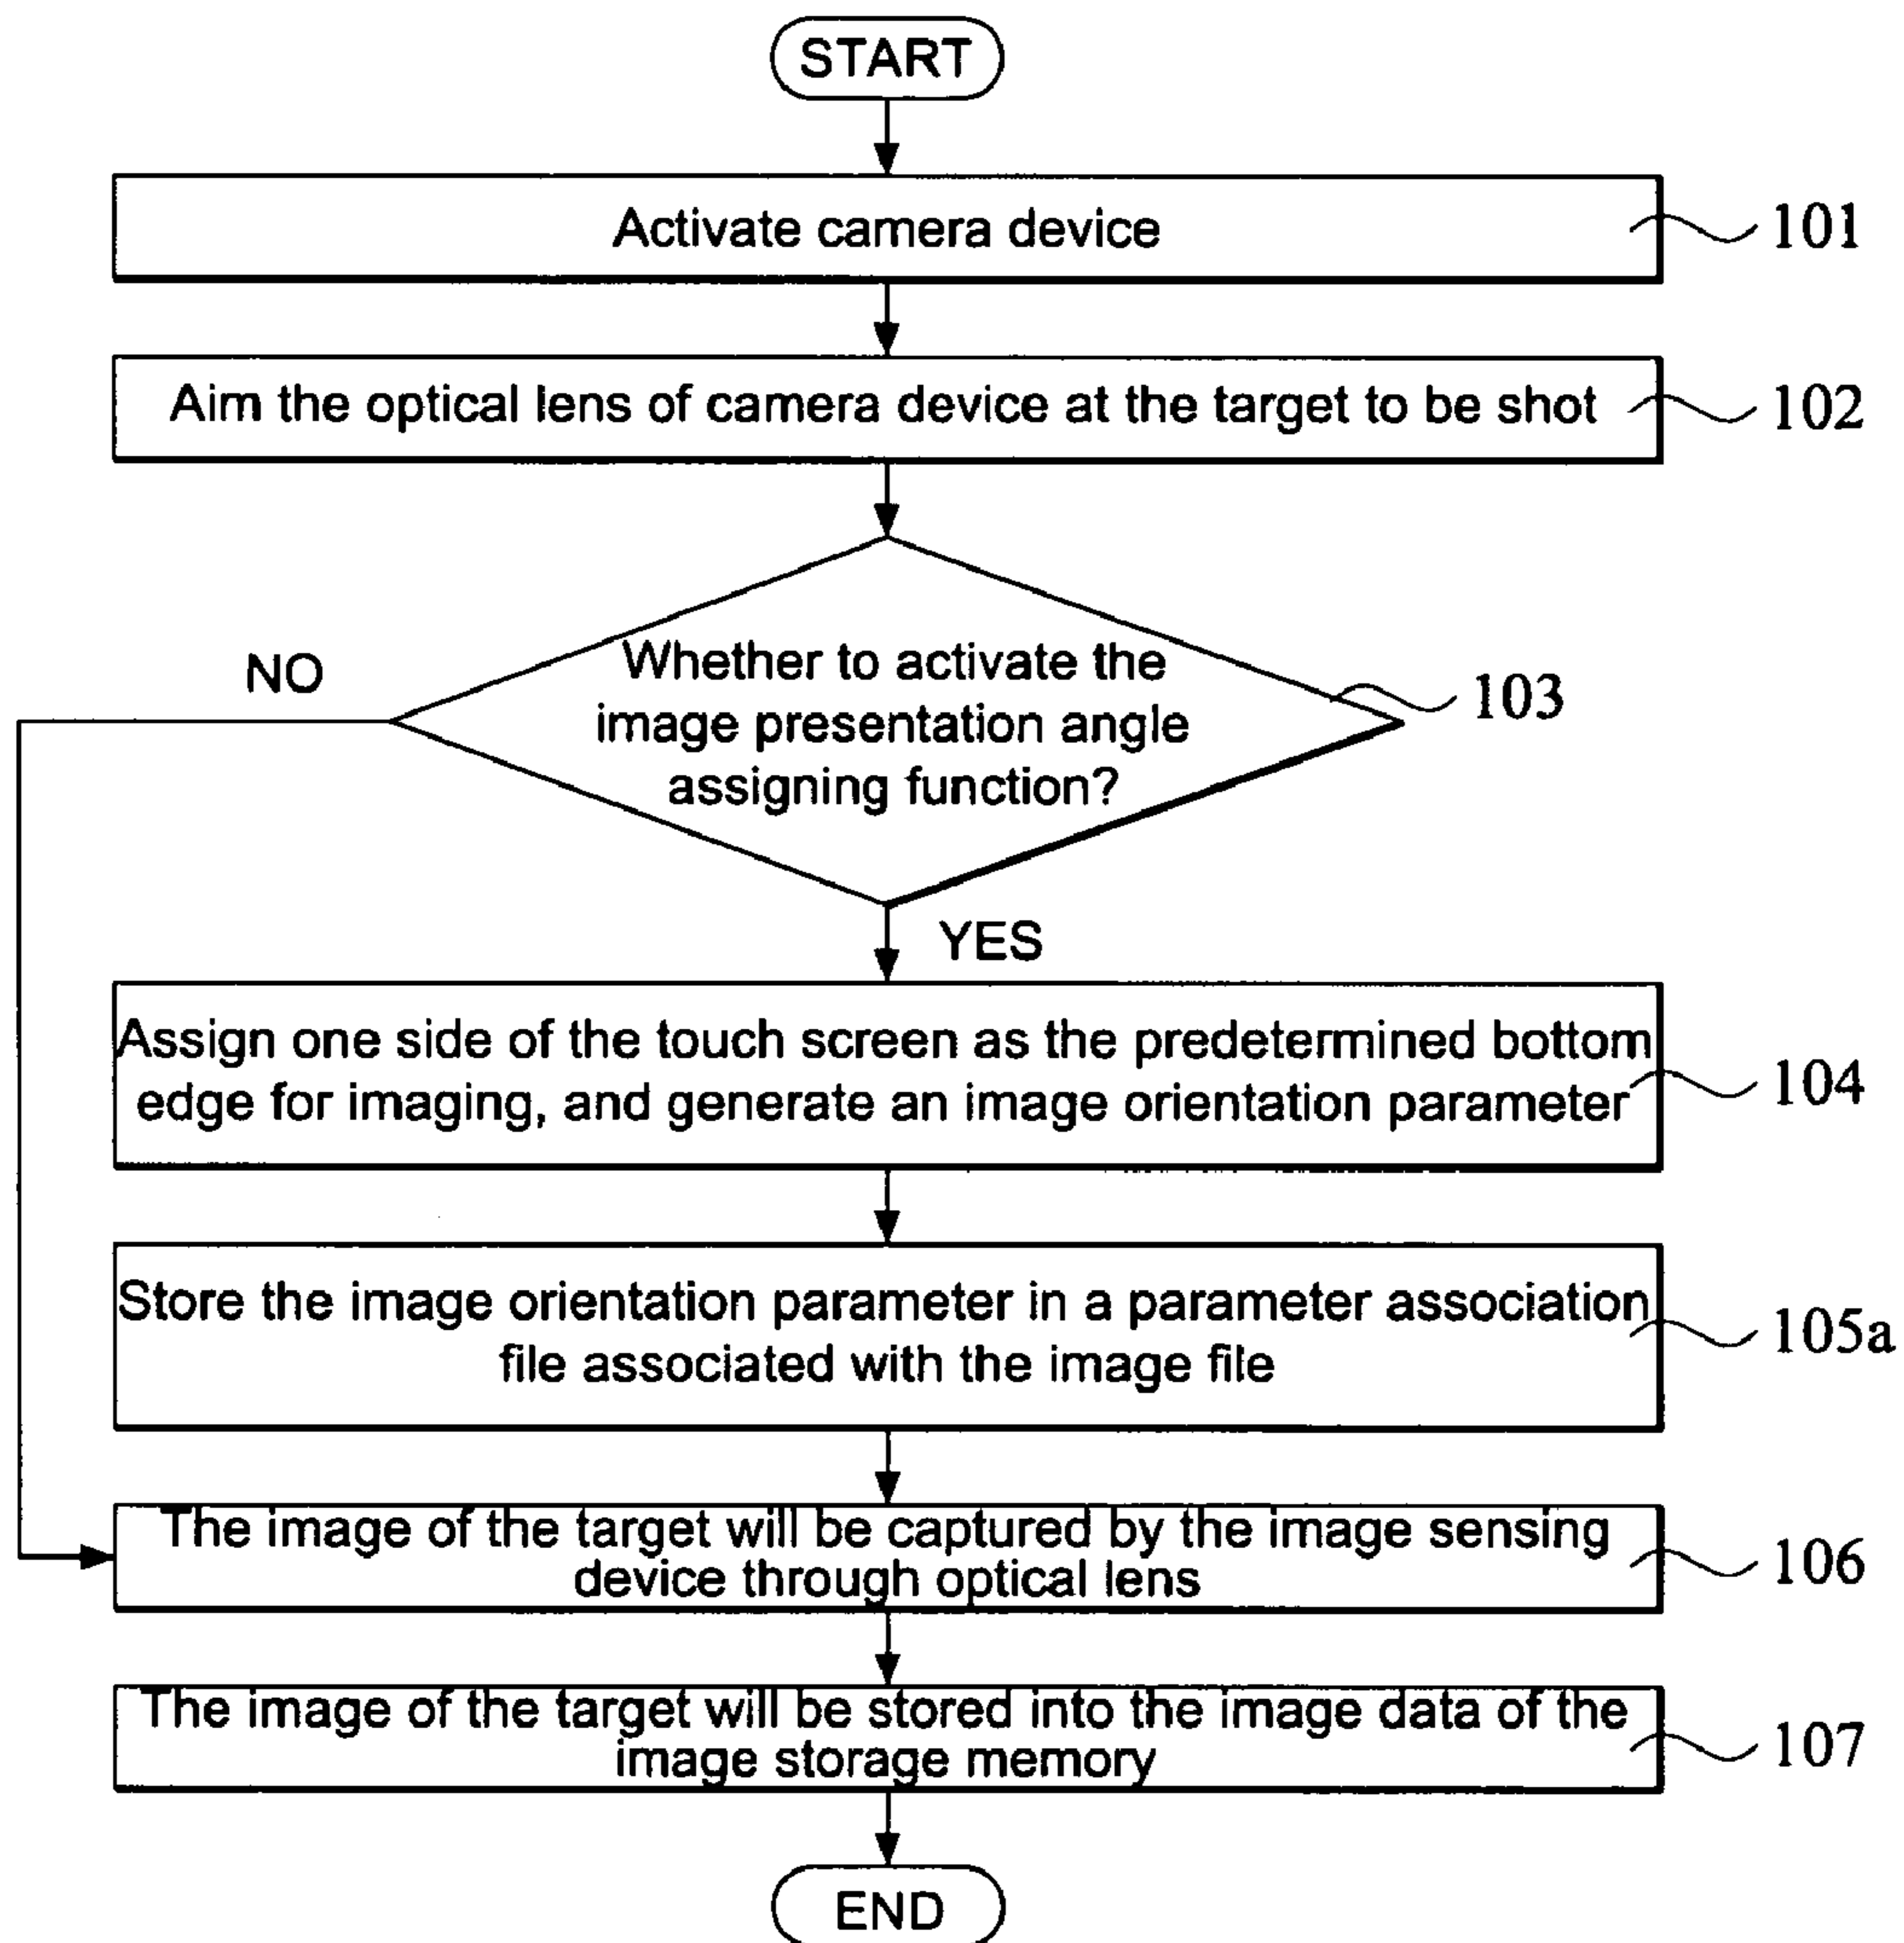 START
Activate camera device
101
Aim the optical lens of camera device at the target to be shot
102
NO
Whether to activate the
image presentation angle
assigning function?
103
YES
Assign one side of the touch screen as the predetermined bottom
edge for imaging, and generate an image orientation parameter
104
Store the image orientation parameter in a parameter association
file associated with the image file
105a
The image of the target will be captured by the image sensing
device through optical lens
106
The image of the target will be stored into the image data of the
image storage memory
107
END